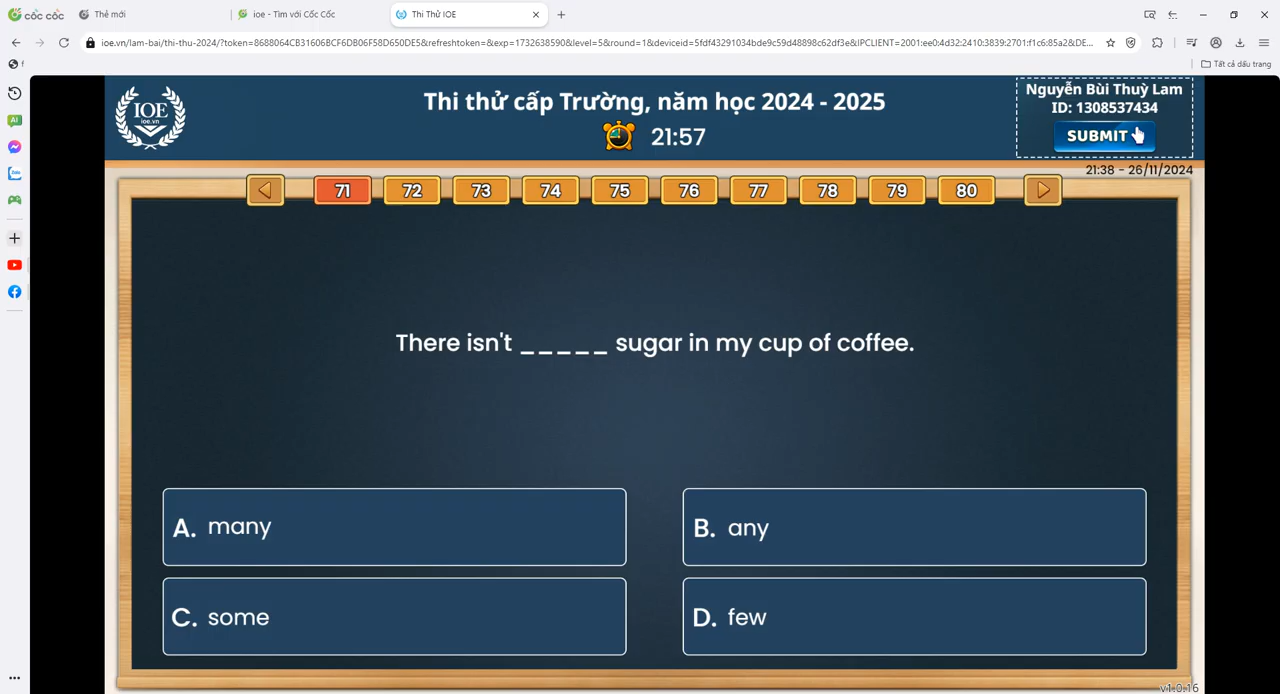 cốc cốc
Thẻ mới
ioe - Tìm với Cốc Cốc
Thi Thử IOE
ioe.vn/lam-bai/thi-thu-2024/?token=8688064CB31606BCF6DB06F58D650DE5&refreshtoken=&exp=1732638590&level=5&round=1&deviceid=5fdf43291034bde9c59d48898c62df3e&IPCLIENT=2001:ee0:4d32:2410:3839:2701:f1c6:85a2&DE...
f
Tất cả dấu trang
AI
Zalo
IOE
ioe.vn
Thi thử cấp Trường, năm học 2024 - 2025
21:57
Nguyễn Bùi Thuỳ Lam
ID: 1308537434
SUBMIT
21:38 - 26/11/2024
71 72 73 74 75 76 77 78 79 80
There isn't _ _ _ _ _ sugar in my cup of coffee.
A. many
B. any
C. some
D. few
v1.0.16